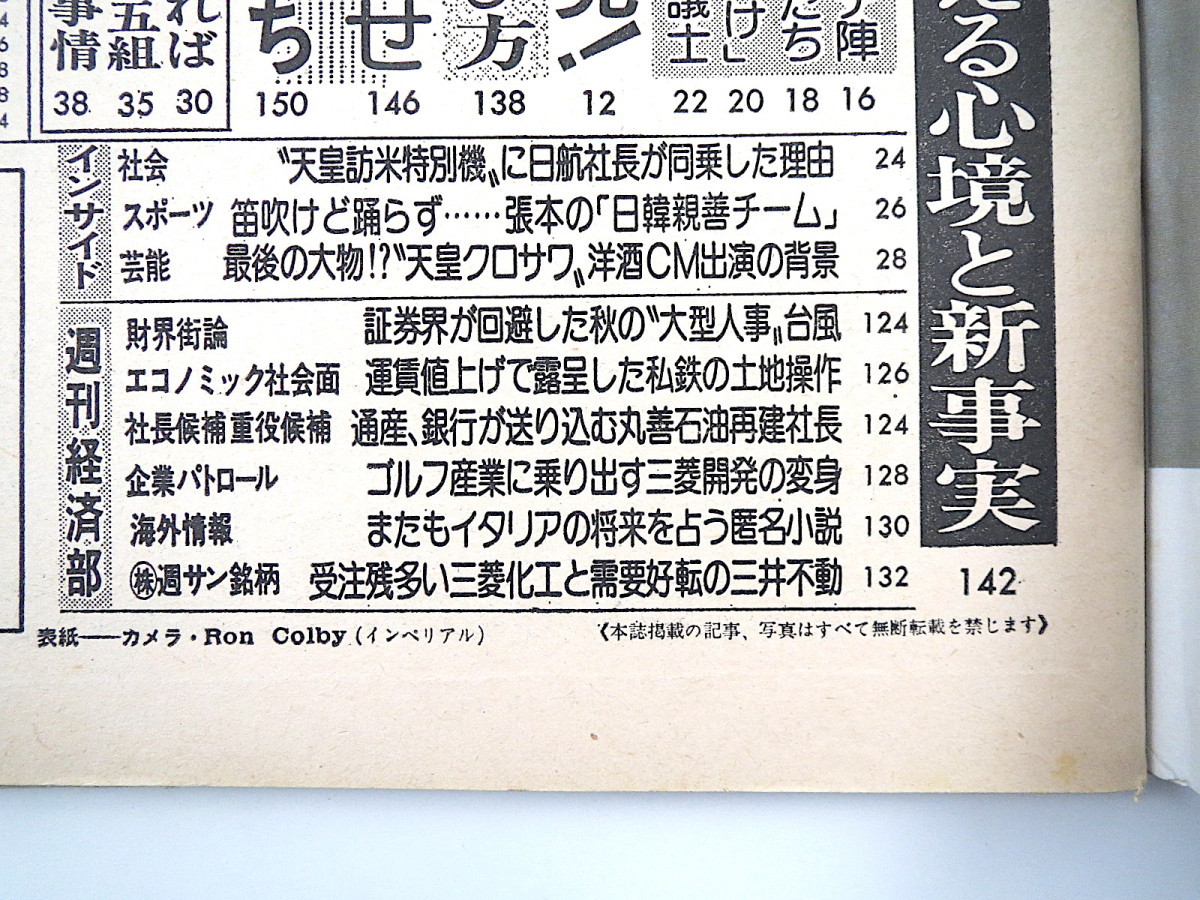 える心境と新事実 142
陣 16
たち 18
け」 20
士 22
見! 12
方 138
せ 146
ち 150
れば 30
五組 35
事情 38
インサイド
社会 〝天皇訪米特別機〟に日航社長が同乗した理由 24
スポーツ 笛吹けど踊らず……張本の「日韓親善チーム」 26
芸能 最後の大物!?〝天皇クロサワ〟洋酒CM出演の背景 28
週刊経済部
財界街論 証券界が回避した秋の〝大型人事〟台風 124
エコノミック社会面 運賃値上げで露呈した私鉄の土地操作 126
社長候補重役候補 通産、銀行が送り込む丸善石油再建社長 124
企業パトロール ゴルフ産業に乗り出す三菱開発の変身 128
海外情報 またもイタリアの将来を占う匿名小説 130
㊑週サン銘柄 受注残多い三菱化工と需要好転の三井不動 132
表紙──カメラ・Ron Colby(インペリアル)
《本誌掲載の記事、写真はすべて無断転載を禁じます》